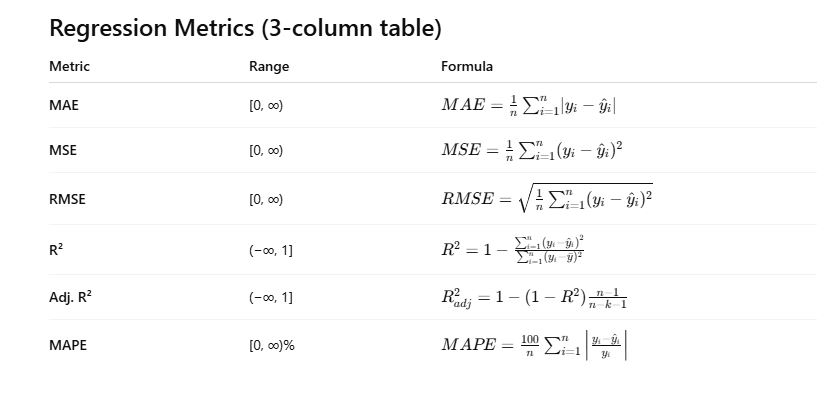 Regression Metrics (3-column table)
Metric Range Formula
MAE [0, ∞) $MAE = \frac{1}{n} \sum_{i=1}^{n} |y_i - \hat{y}_i|$
MSE [0, ∞) $MSE = \frac{1}{n} \sum_{i=1}^{n} (y_i - \hat{y}_i)^2$
RMSE [0, ∞) $RMSE = \sqrt{\frac{1}{n} \sum_{i=1}^{n} (y_i - \hat{y}_i)^2}$
R² (−∞, 1] $R^2 = 1 - \frac{\sum_{i=1}^{n} (y_i - \hat{y}_i)^2}{\sum_{i=1}^{n} (y_i - \bar{y})^2}$
Adj. R² (−∞, 1] $R^2_{adj} = 1 - (1 - R^2) \frac{n-1}{n-k-1}$
MAPE [0, ∞)% $MAPE = \frac{100}{n} \sum_{i=1}^{n} \left| \frac{y_i - \hat{y}_i}{y_i} \right|$